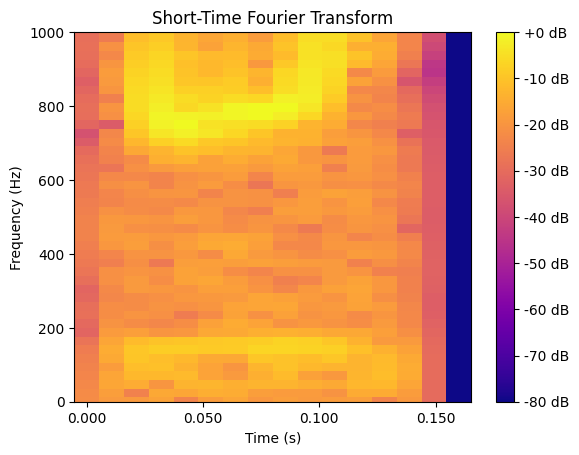 Short-Time Fourier Transform
1000
800
600
400
200
0
Frequency (Hz)
0.000
0.050
0.100
0.150
Time (s)
+0 dB
-10 dB
-20 dB
-30 dB
-40 dB
-50 dB
-60 dB
-70 dB
-80 dB